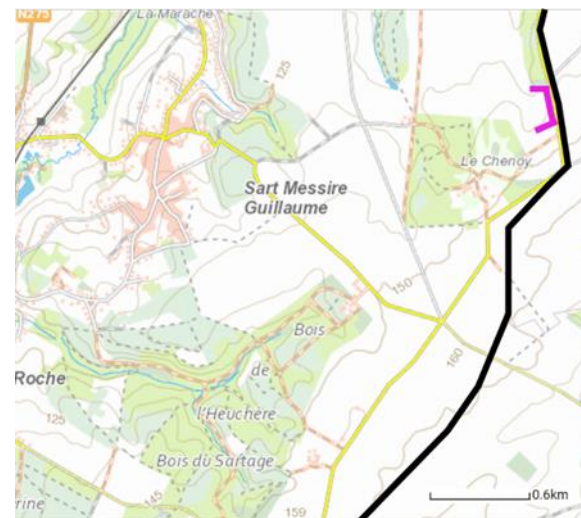 N275
La Marache
125
Le Chenoy
Sart Messire
Guillaume
150
Bois
160
de
Roche
l'Heuchère
125
Bois du Sartage
145
159
0.6km
rine